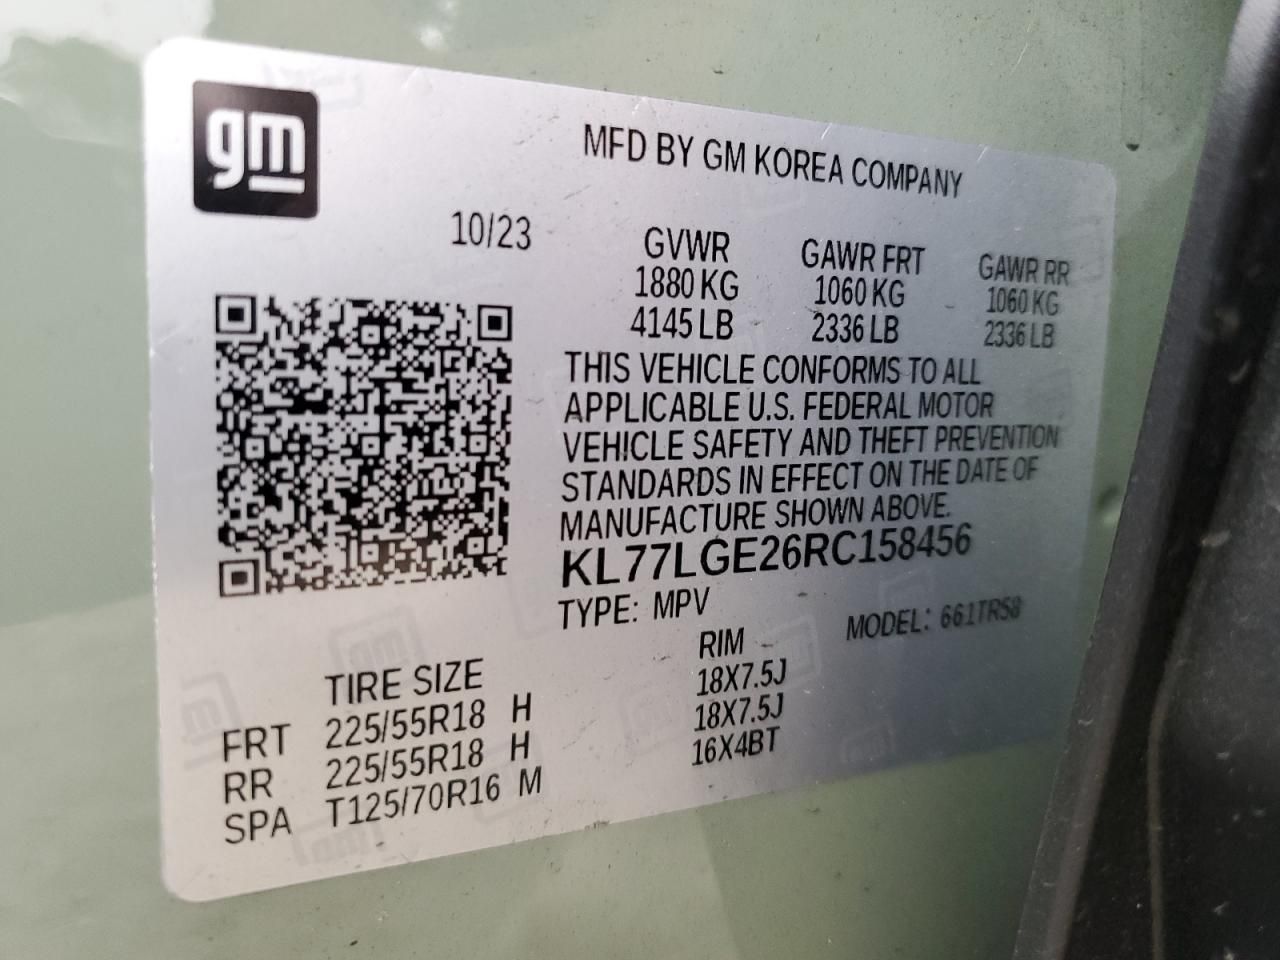 gm
MFD BY GM KOREA COMPANY
10/23
GVWR GAWR FRT GAWR RR
1880 KG 1060 KG 1060 KG
4145 LB 2336 LB 2336 LB
THIS VEHICLE CONFORMS TO ALL
APPLICABLE U.S. FEDERAL MOTOR
VEHICLE SAFETY AND THEFT PREVENTION
STANDARDS IN EFFECT ON THE DATE OF
MANUFACTURE SHOWN ABOVE.
KL77LGE26RC158456
TYPE: MPV MODEL: 661TR58
TIRE SIZE RIM
FRT 225/55R18 H 18X7.5J
RR 225/55R18 H 18X7.5J
SPA T125/70R16 M 16X4BT